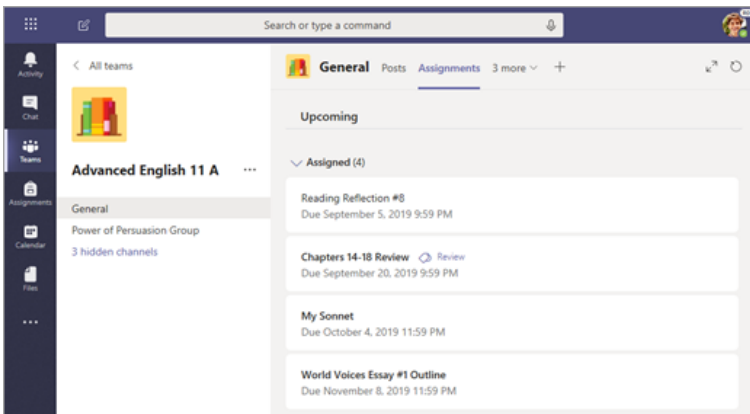 Search or type a command
Activity
Chat
Teams
Assignments
Calendar
Files
All teams
Advanced English 11 A
General
Power of Persuasion Group
3 hidden channels
General Posts Assignments 3 more
Upcoming
Assigned (4)
Reading Reflection #8
Due September 5, 2019 9:59 PM
Chapters 14-18 Review Review
Due September 20, 2019 9:59 PM
My Sonnet
Due October 4, 2019 11:59 PM
World Voices Essay #1 Outline
Due November 8, 2019 11:59 PM